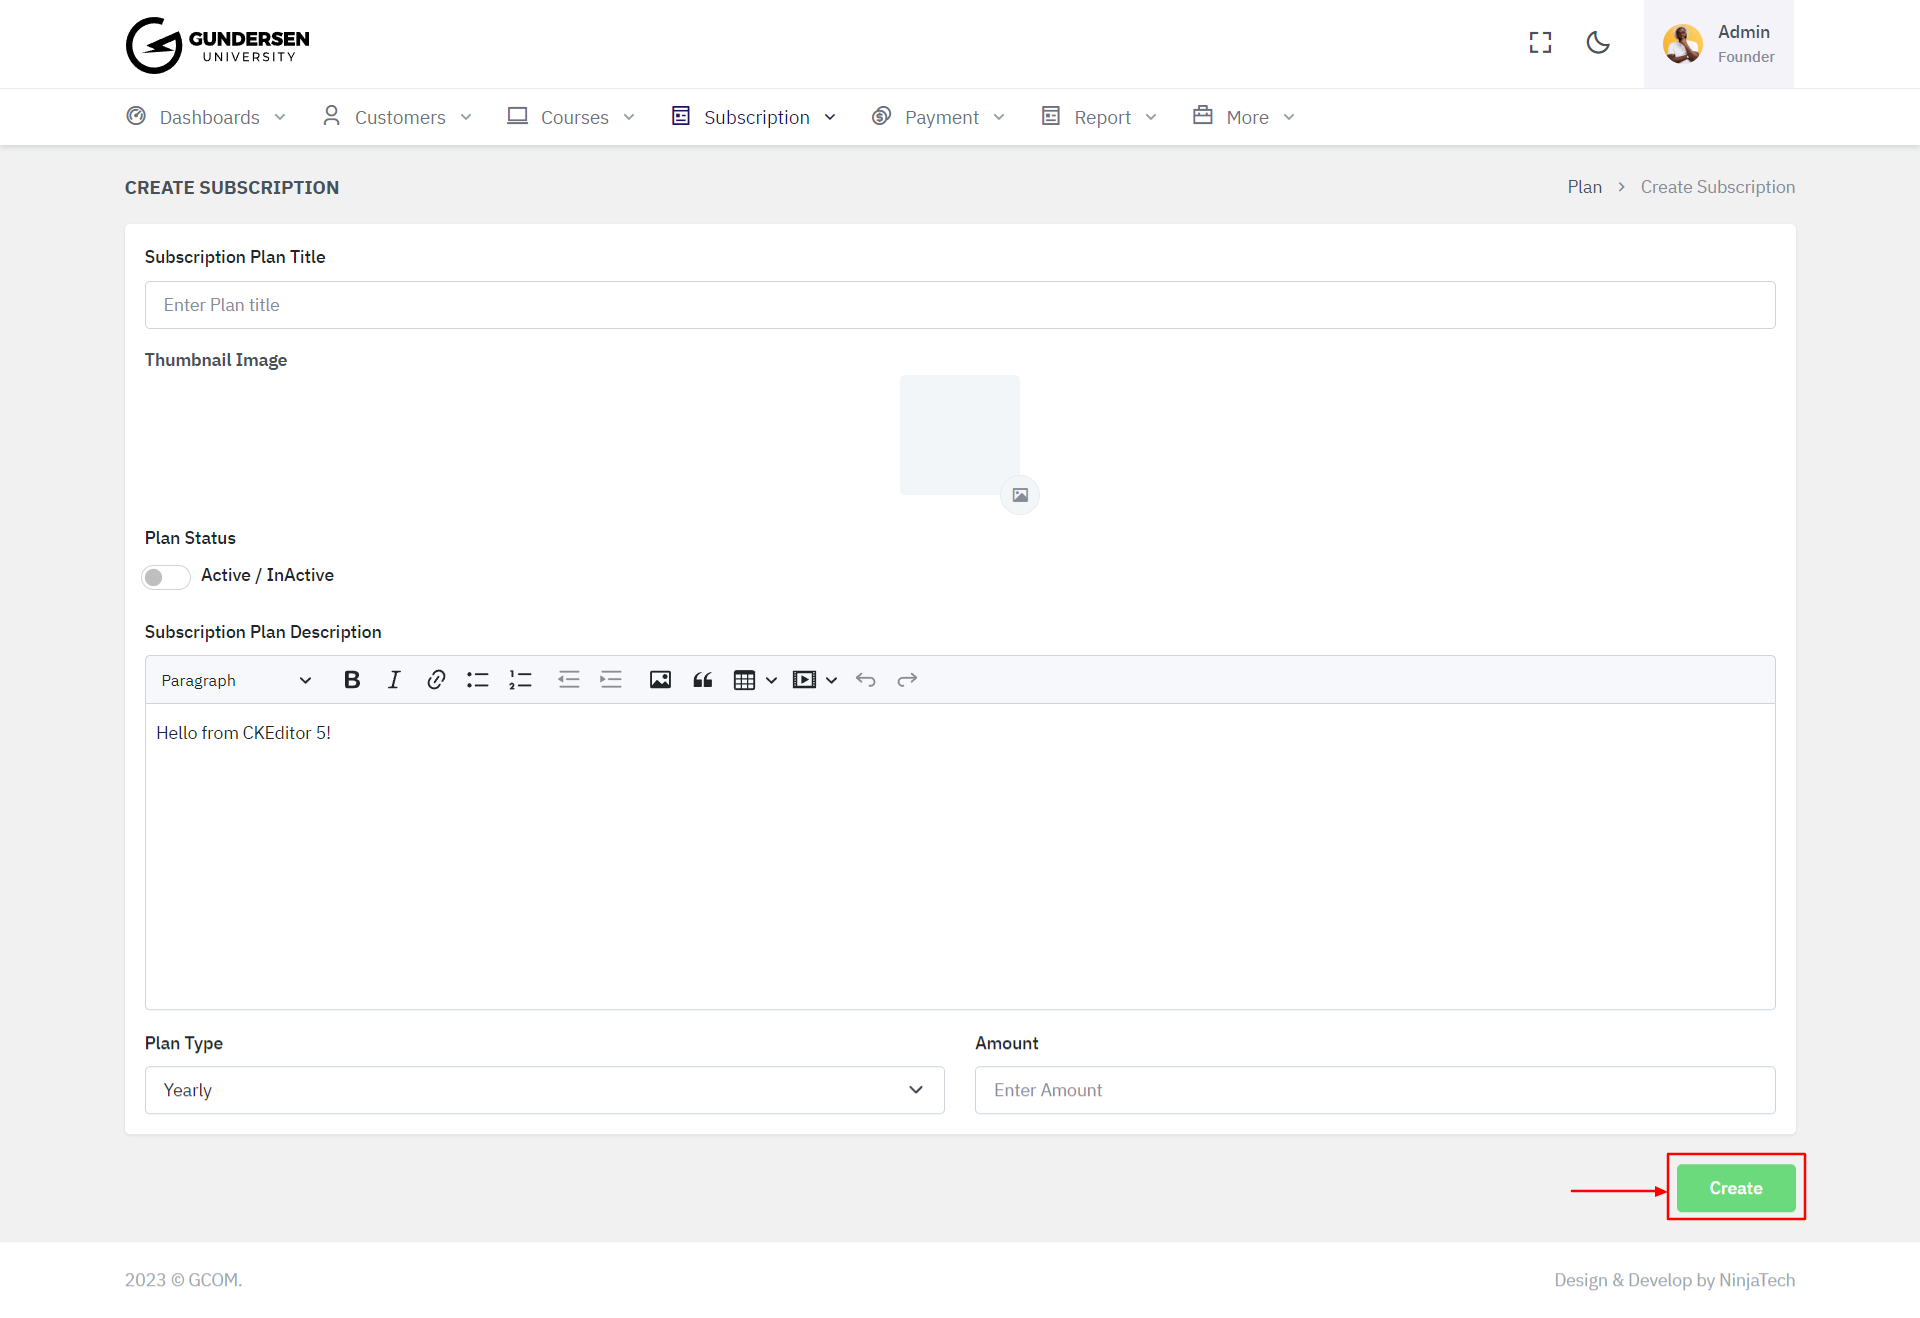 GUNDERSEN
UNIVERSITY
Admin
Founder
Dashboards Customers Courses Subscription Payment Report More
CREATE SUBSCRIPTION
Plan > Create Subscription
Subscription Plan Title
Enter Plan title
Thumbnail Image
Plan Status
Active / InActive
Subscription Plan Description
Paragraph
Hello from CKEditor 5!
Plan Type
Amount
Yearly
Enter Amount
Create
2023 © GCOM.
Design & Develop by NinjaTech